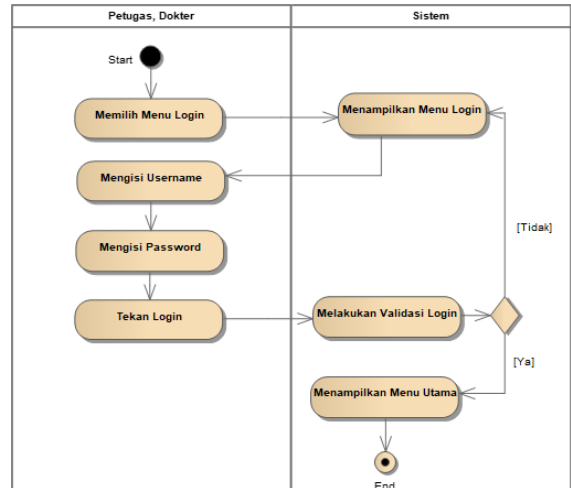 Petugas, Dokter
Sistem
Start
Memilih Menu Login
Menampilkan Menu Login
Mengisi Username
Mengisi Password
[Tidak]
Tekan Login
Melakukan Validasi Login
[Ya]
Menampilkan Menu Utama
End